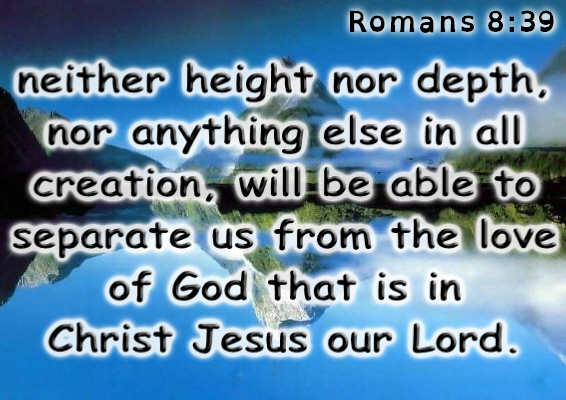 Romans 8:39
neither height nor depth,
nor anything else in all
creation, will be able to
separate us from the love
of God that is in
Christ Jesus our Lord.